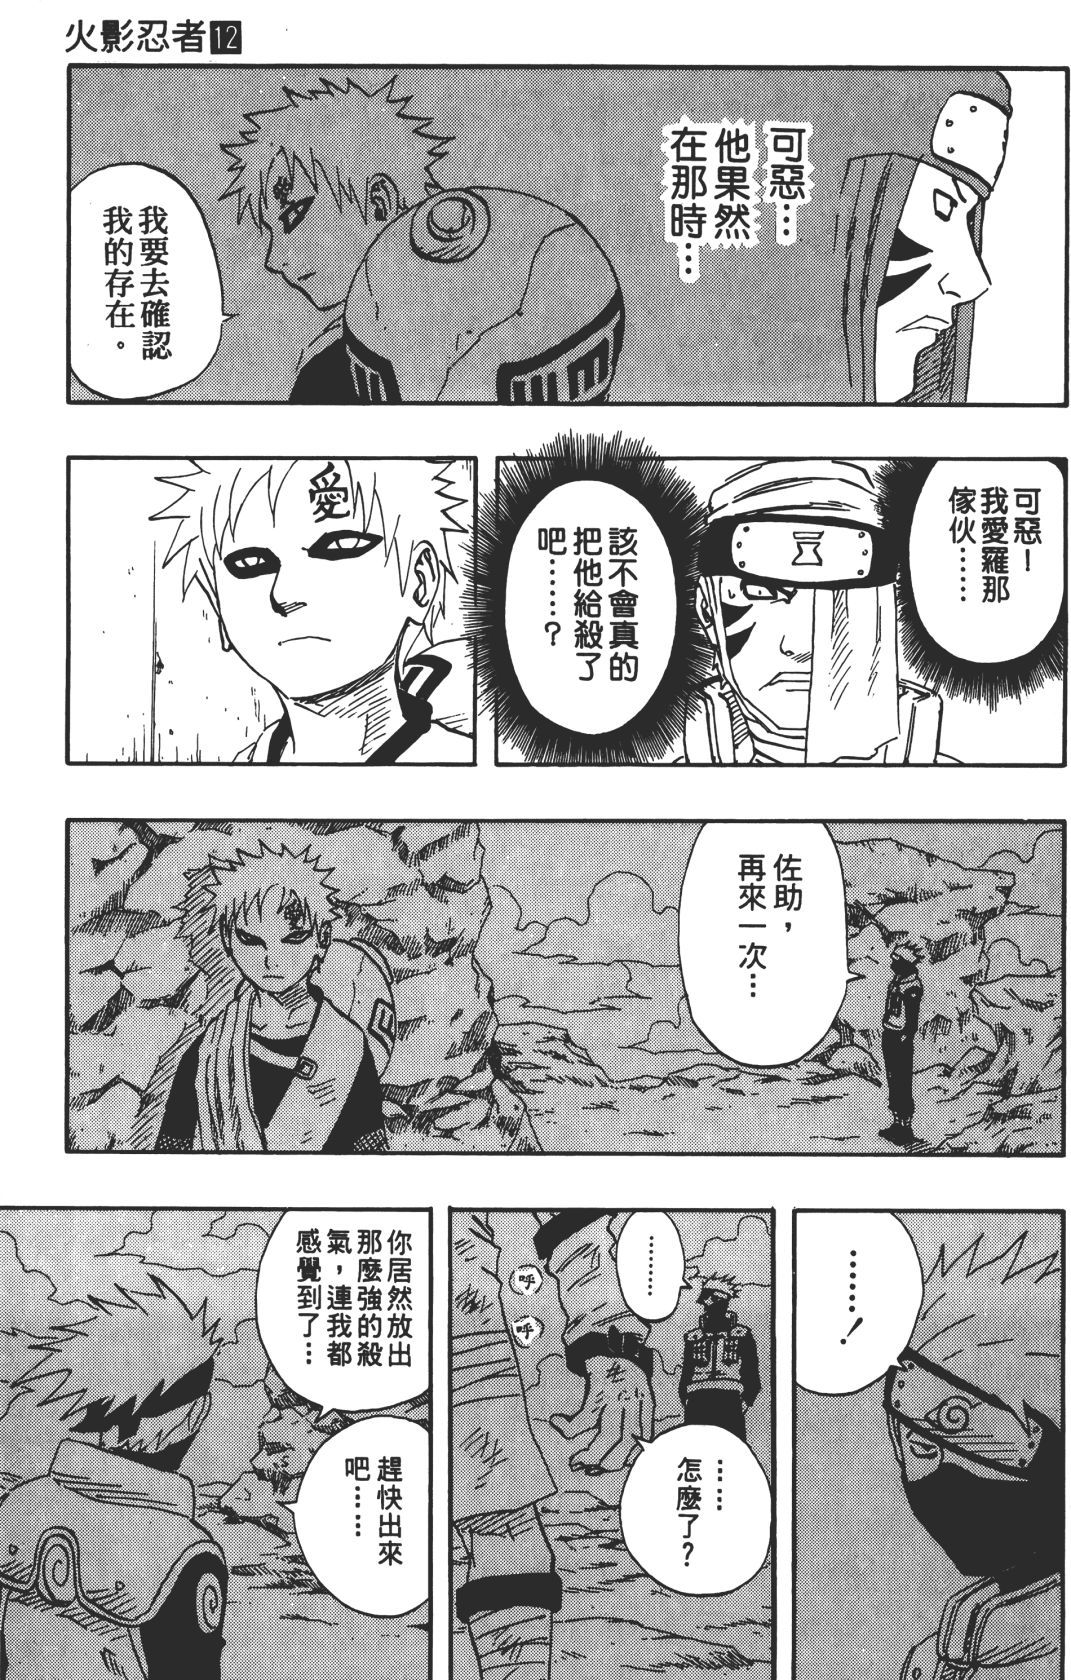 火影忍者12
可惡…
他果然
在那時…
我要去確認
我的存在。
可惡！
我愛羅那
傢伙……
該不會真的
把他給殺了
吧……？
愛
佐助，
再來一次…
……！
………
呼
呼
……
怎麼了？
你居然放出
那麼強的殺
氣，連我都
感覺到了…
趕快出來
吧……